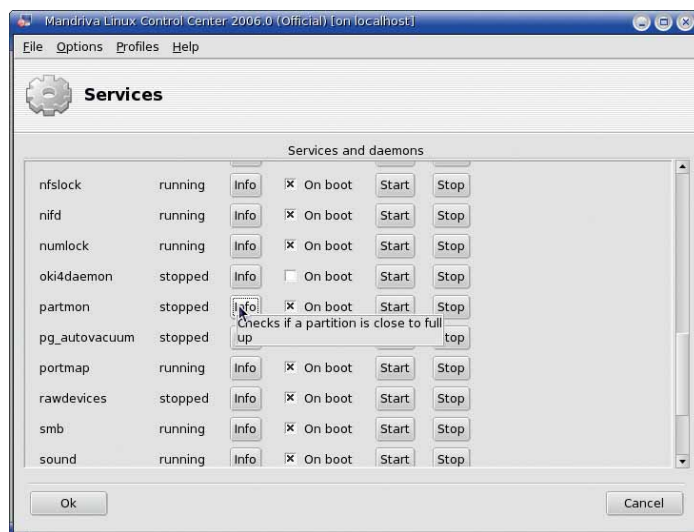 Mandriva Linux Control Center 2006.0 (Official) [on localhost]
File Options Profiles Help
Services
Services and daemons
nfslock running Info On boot Start Stop
nifd running Info On boot Start Stop
numlock running Info On boot Start Stop
oki4daemon stopped Info On boot Start Stop
partmon stopped Info On boot Start Stop
Checks if a partition is close to full
up
pg_autovacuum stopped top
portmap running Info On boot Start Stop
rawdevices stopped Info On boot Start Stop
smb running Info On boot Start Stop
sound running Info On boot Start Stop
Ok Cancel